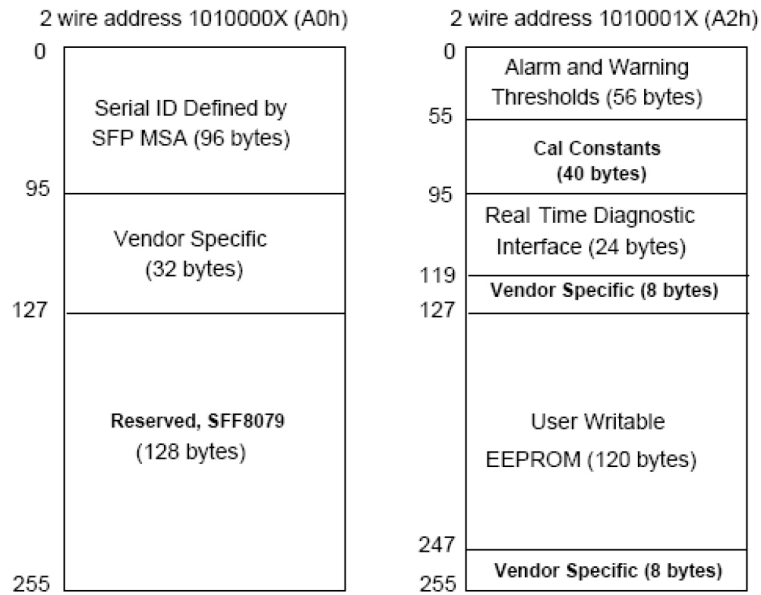 2 wire address 1010000X (A0h)
0
Serial ID Defined by
SFP MSA (96 bytes)
95
Vendor Specific
(32 bytes)
127
Reserved, SFF8079
(128 bytes)
255
2 wire address 1010001X (A2h)
0
Alarm and Warning
Thresholds (56 bytes)
55
Cal Constants
(40 bytes)
95
Real Time Diagnostic
Interface (24 bytes)
119
Vendor Specific (8 bytes)
127
User Writable
EEPROM (120 bytes)
247
Vendor Specific (8 bytes)
255